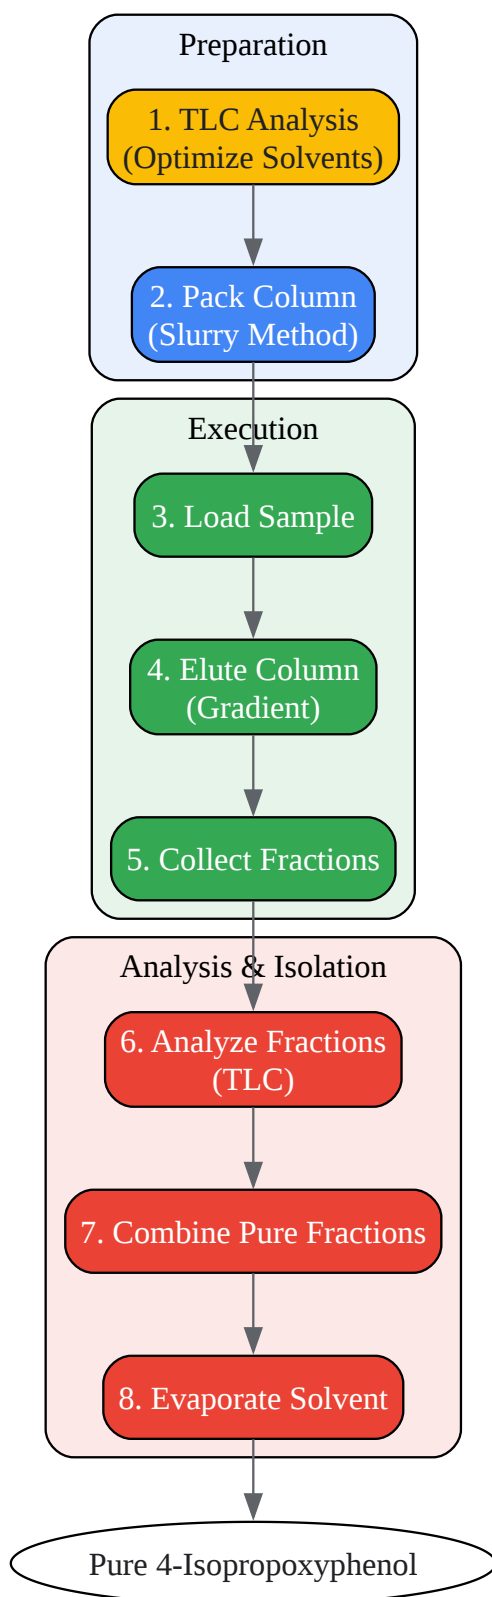 Preparation
1. TLC Analysis
(Optimize Solvents)
2. Pack Column
(Slurry Method)
Execution
3. Load Sample
4. Elute Column
(Gradient)
5. Collect Fractions
Analysis & Isolation
6. Analyze Fractions
(TLC)
7. Combine Pure Fractions
8. Evaporate Solvent
Pure 4-Isopropoxyphenol